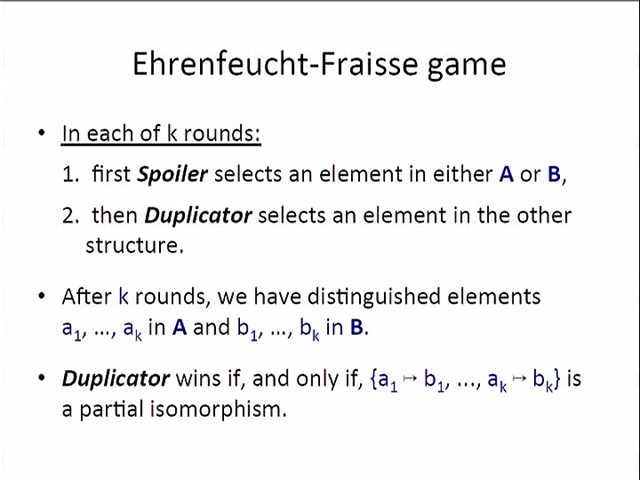 Ehrenfeucht-Fraisse game
• In each of k rounds:
1. first Spoiler selects an element in either A or B,
2. then Duplicator selects an element in the other
structure.
• After k rounds, we have distinguished elements
a₁, ..., aₖ in A and b₁, ..., bₖ in B.
• Duplicator wins if, and only if, {a₁ ↦ b₁, ..., aₖ ↦ bₖ} is
a partial isomorphism.